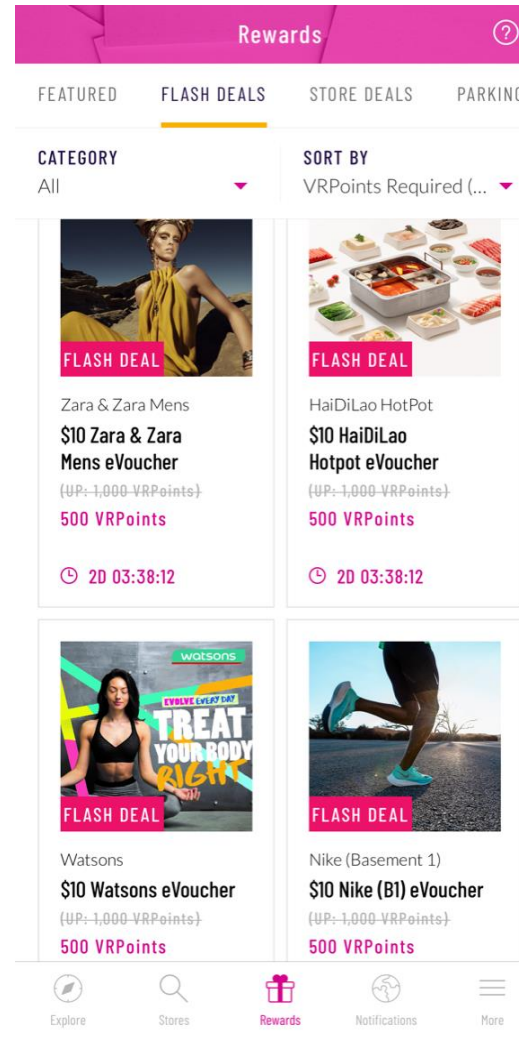 Rewards
?
FEATURED FLASH DEALS STORE DEALS PARKING
CATEGORY
All
SORT BY
VRPoints Required (...
FLASH DEAL
Zara & Zara Mens
$10 Zara & Zara
Mens eVoucher
(UP: 1,000 VRPoints)
500 VRPoints
2D 03:38:12
FLASH DEAL
HaiDiLao HotPot
$10 HaiDiLao
Hotpot eVoucher
(UP: 1,000 VRPoints)
500 VRPoints
2D 03:38:12
watsons
EVOLVE EVERY DAY
TREAT
YOUR BODY
RIGHT
FLASH DEAL
Watsons
$10 Watsons eVoucher
(UP: 1,000 VRPoints)
500 VRPoints
FLASH DEAL
Nike (Basement 1)
$10 Nike (B1) eVoucher
(UP: 1,000 VRPoints)
500 VRPoints
Explore Stores Rewards Notifications More